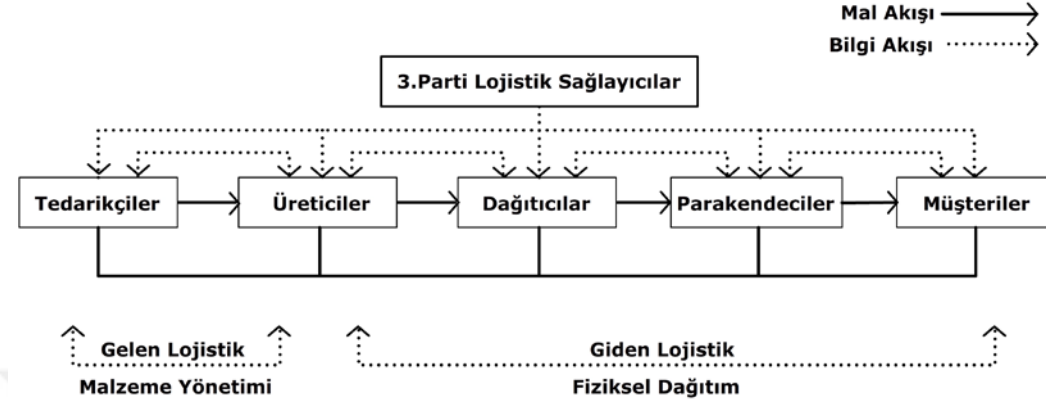 Mal Akışı
Bilgi Akışı
3.Parti Lojistik Sağlayıcılar
Tedarikçiler
Üreticiler
Dağıtıcılar
Parakendeciler
Müşteriler
Gelen Lojistik
Giden Lojistik
Malzeme Yönetimi
Fiziksel Dağıtım